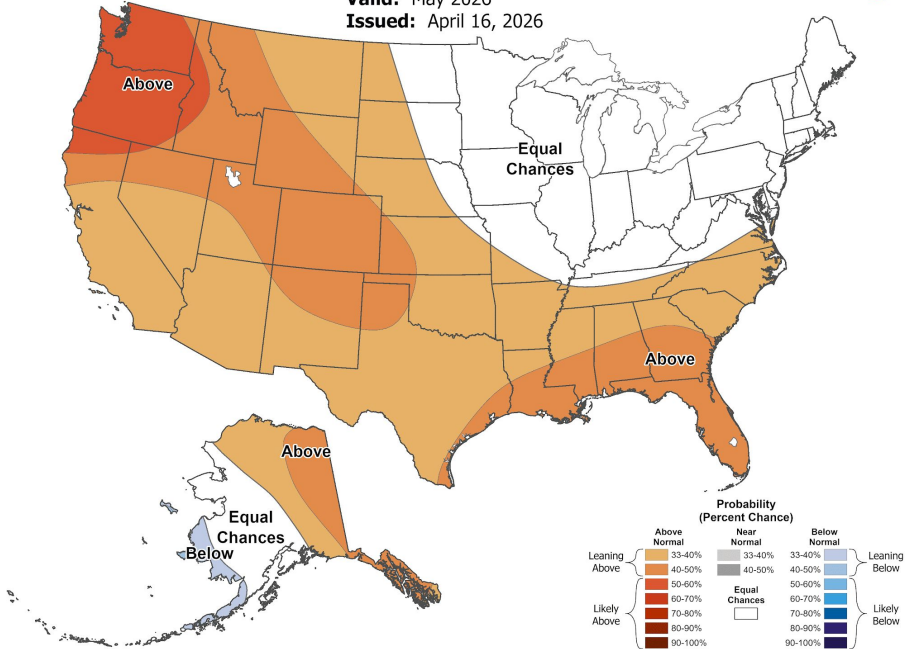 Valid: May 2026
Issued: April 16, 2026
Above
Equal
Chances
Above
Above
Equal
Chances
Below
Probability
(Percent Chance)
Above
Normal
Near
Normal
Below
Normal
Leaning
Above
33-40%
40-50%
33-40%
40-50%
33-40%
40-50%
Leaning
Below
Likely
Above
50-60%
60-70%
70-80%
80-90%
90-100%
Equal
Chances
50-60%
60-70%
70-80%
80-90%
90-100%
Likely
Below